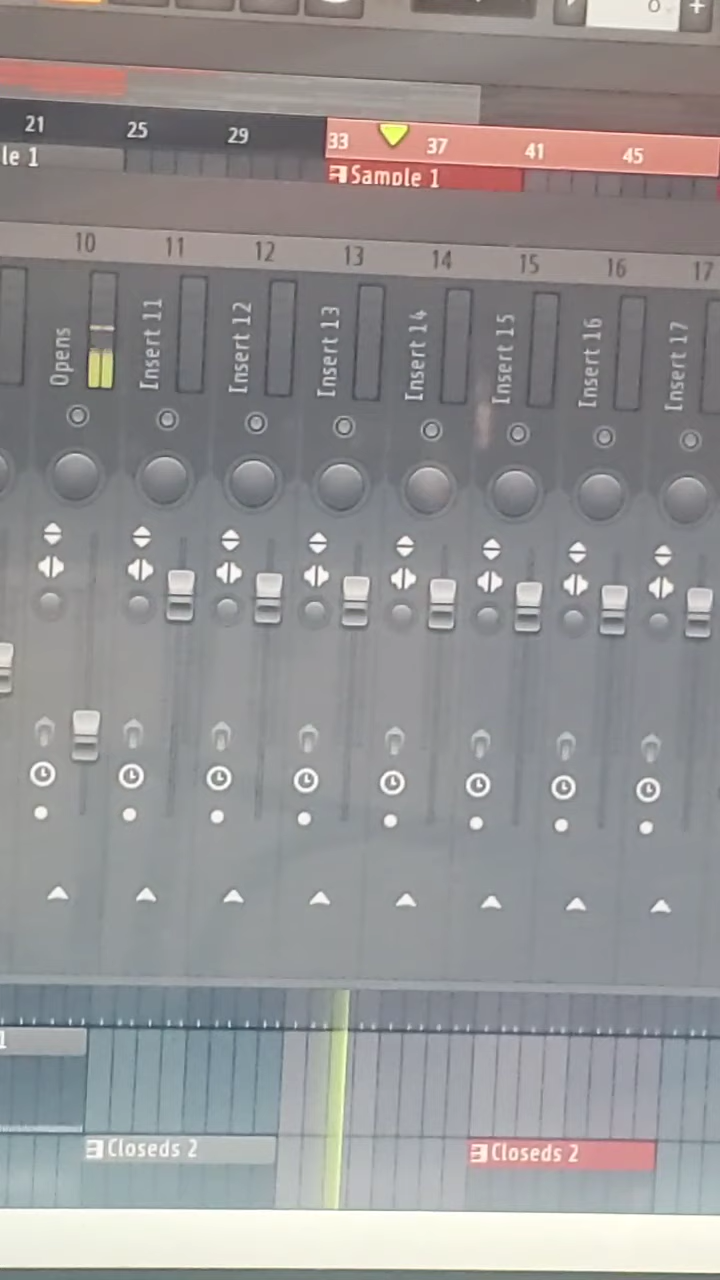 0
+
21 25 29 33 37 41 45
le 1
Sample 1
10 11 12 13 14 15 16 17
Opens
Insert 11
Insert 12
Insert 13
Insert 14
Insert 15
Insert 16
Insert 17
1
Closeds 2
Closeds 2